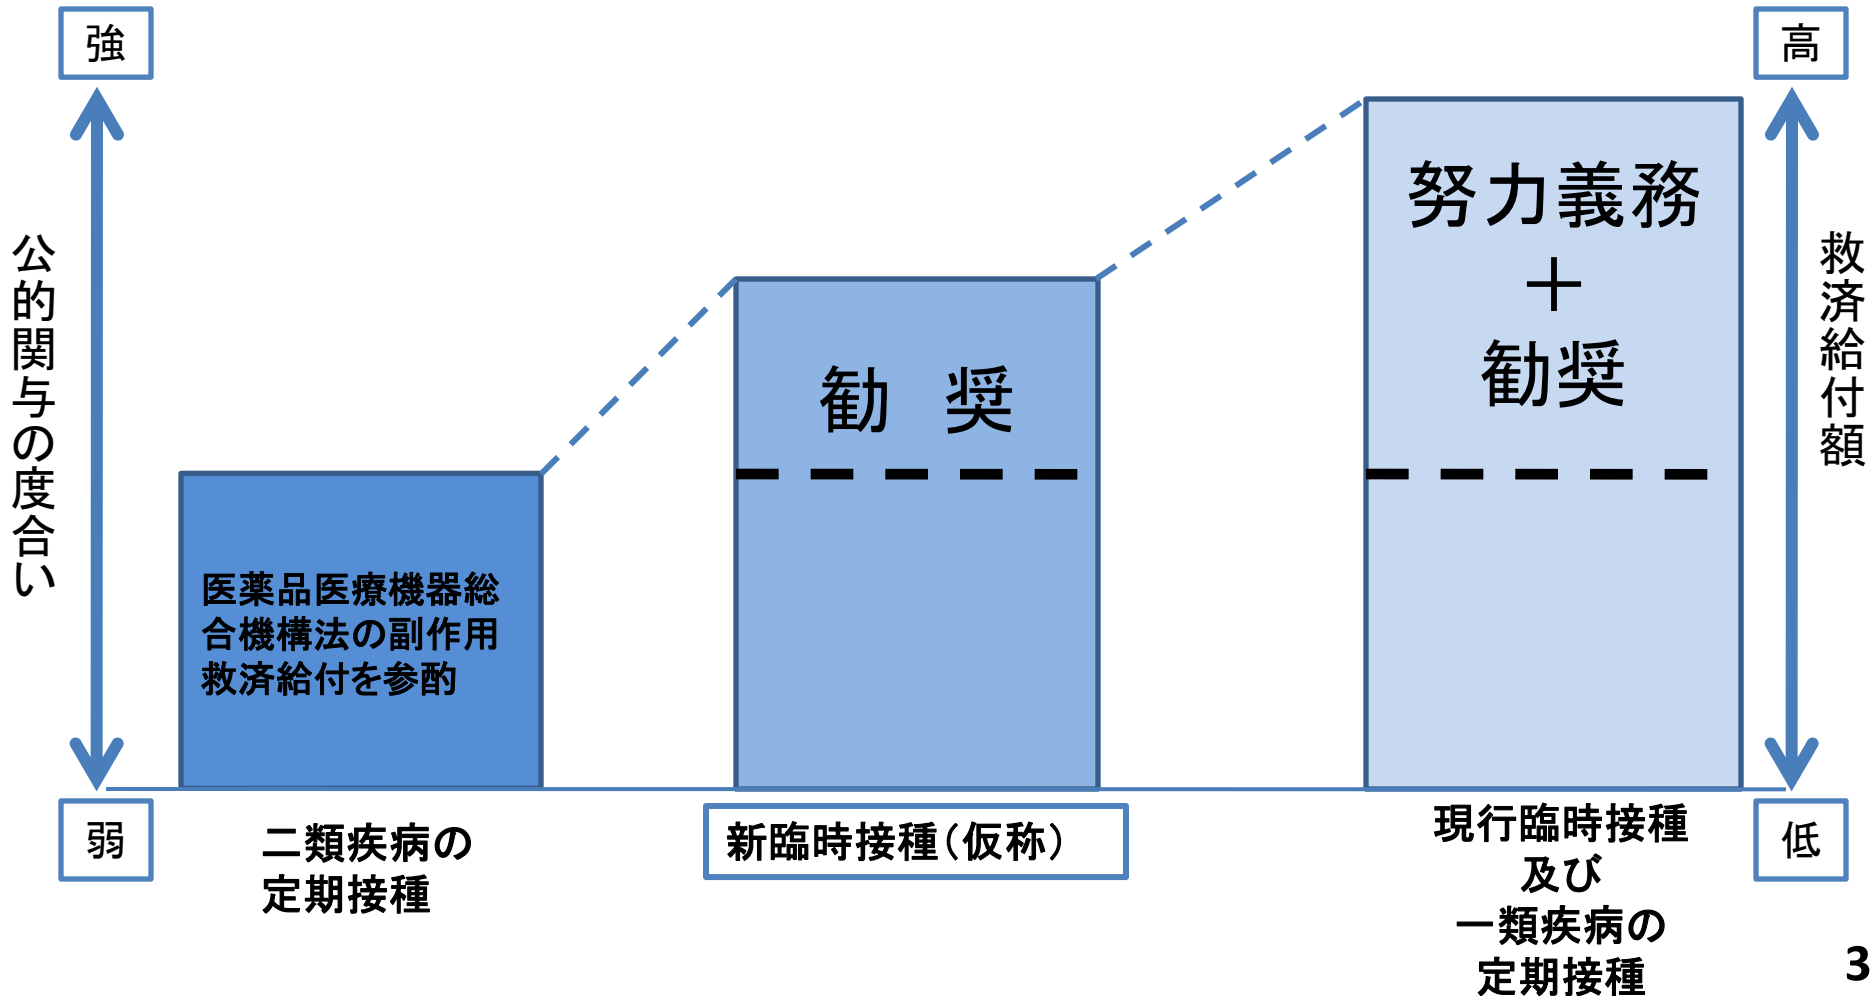 強
高
公的関与の度合い
救済給付額
努力義務
＋
勧奨
勧　奨
医薬品医療機器総
合機構法の副作用
救済給付を参酌
弱
低
二類疾病の
定期接種
新臨時接種（仮称）
現行臨時接種
及び
一類疾病の
定期接種
3